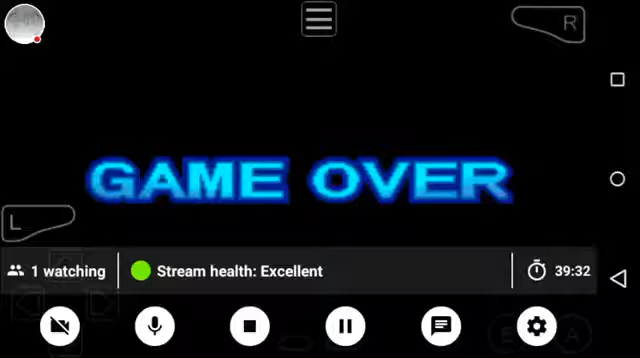 R
GAME OVER
L
1 watching
Stream health: Excellent
39:32
A